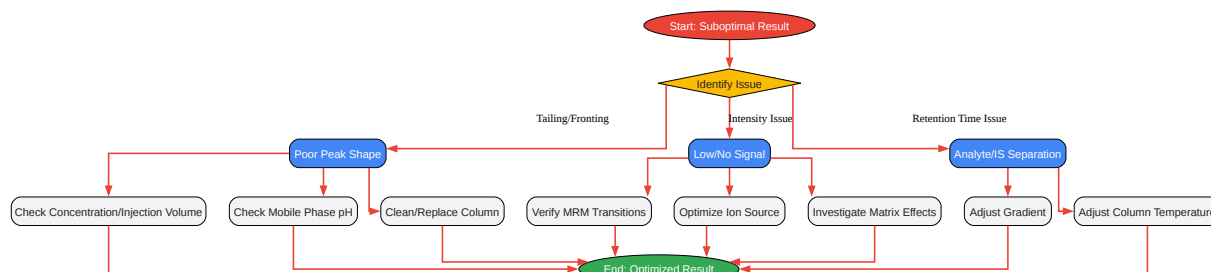 Start: Suboptimal Result
Identify Issue
Tailing/Fronting
Intensity Issue
Retention Time Issue
Poor Peak Shape
Low/No Signal
Analyte/IS Separation
Check Concentration/Injection Volume
Check Mobile Phase pH
Clean/Replace Column
Verify MRM Transitions
Optimize Ion Source
Investigate Matrix Effects
Adjust Gradient
Adjust Column Temperature
End: Optimized Result